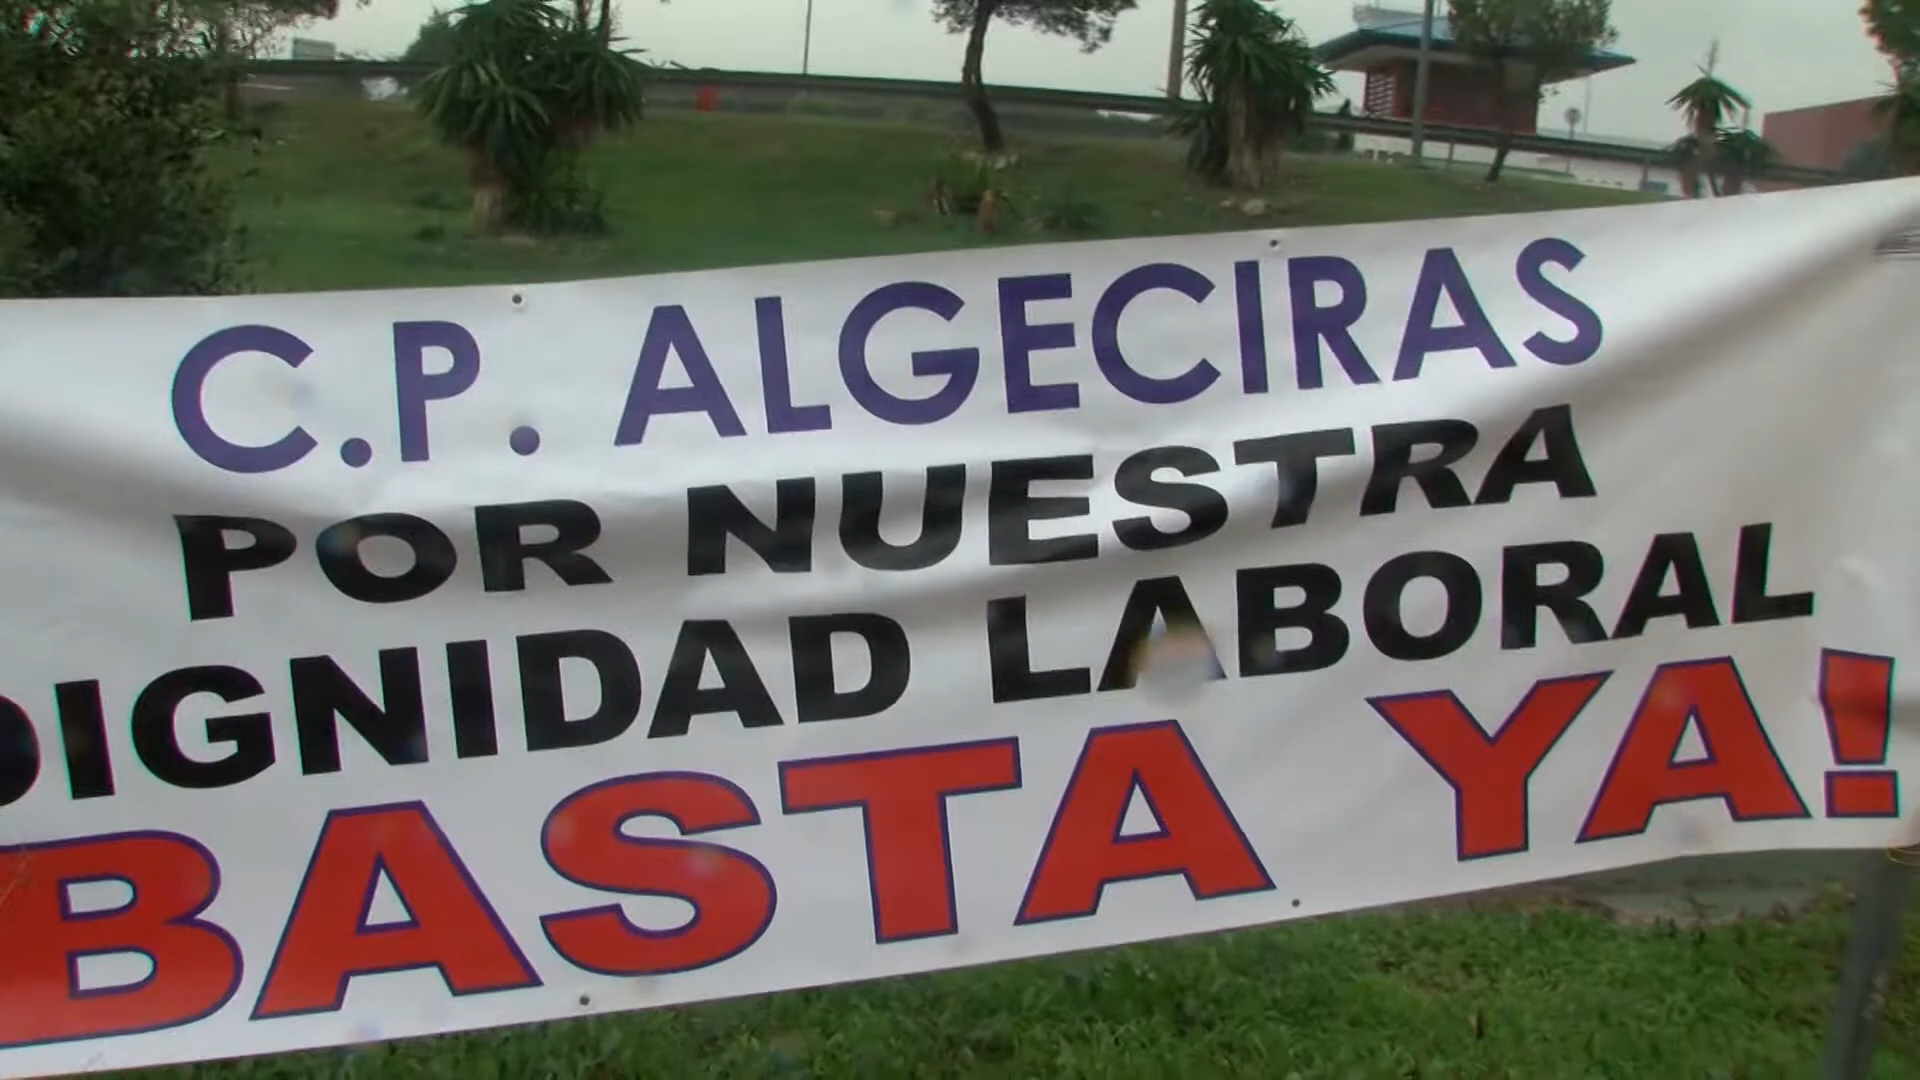 C.P. ALGECIRAS
POR NUESTRA
DIGNIDAD LABORAL
BASTA YA!